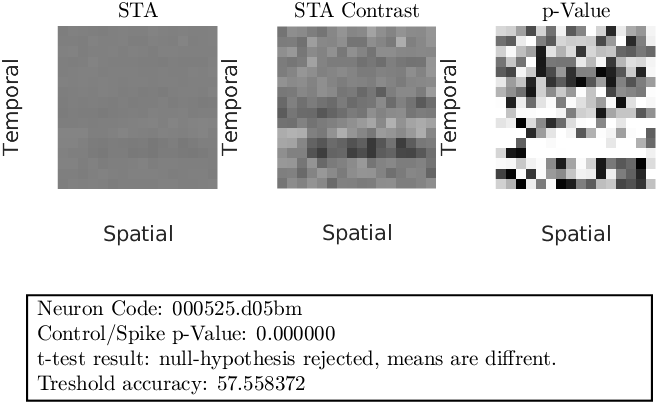 STA
STA Contrast
p-Value
Temporal
Temporal
Temporal
Spatial
Spatial
Spatial
Neuron Code: 000525.d05bm
Control/Spike p-Value: 0.000000
t-test result: null-hypothesis rejected, means are diffrent.
Treshold accuracy: 57.558372